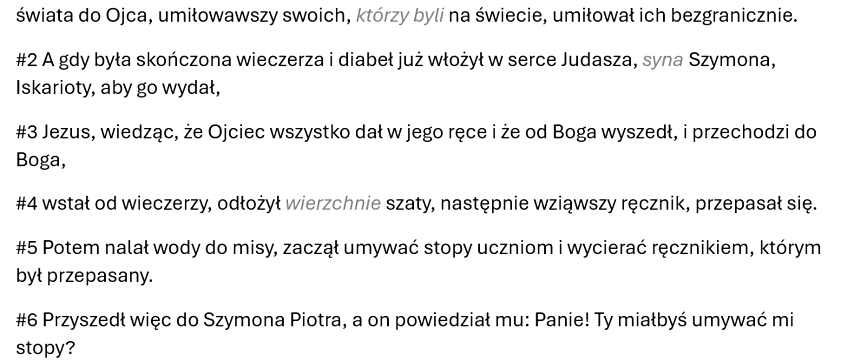 świata do Ojca, umiłowawszy swoich, którzy byli na świecie, umiłował ich bezgranicznie.
#2 A gdy była skończona wieczerza i diabeł już włożył w serce Judasza, syna Szymona,
Iskarioty, aby go wydał,
#3 Jezus, wiedząc, że Ojciec wszystko dał w jego ręce i że od Boga wyszedł, i przechodzi do
Boga,
#4 wstał od wieczerzy, odłożył wierzchnie szaty, następnie wziąwszy ręcznik, przepasał się.
#5 Potem nalał wody do misy, zaczął umywać stopy uczniom i wycierać ręcznikiem, którym
był przepasany.
#6 Przyszedł więc do Szymona Piotra, a on powiedział mu: Panie! Ty miałbyś umywać mi
stopy?